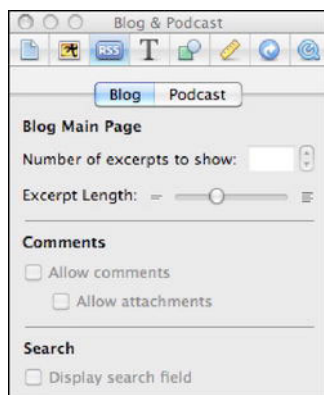 Blog & Podcast
RSS T
Blog Podcast
Blog Main Page
Number of excerpts to show:
Excerpt Length:
Comments
Allow comments
Allow attachments
Search
Display search field